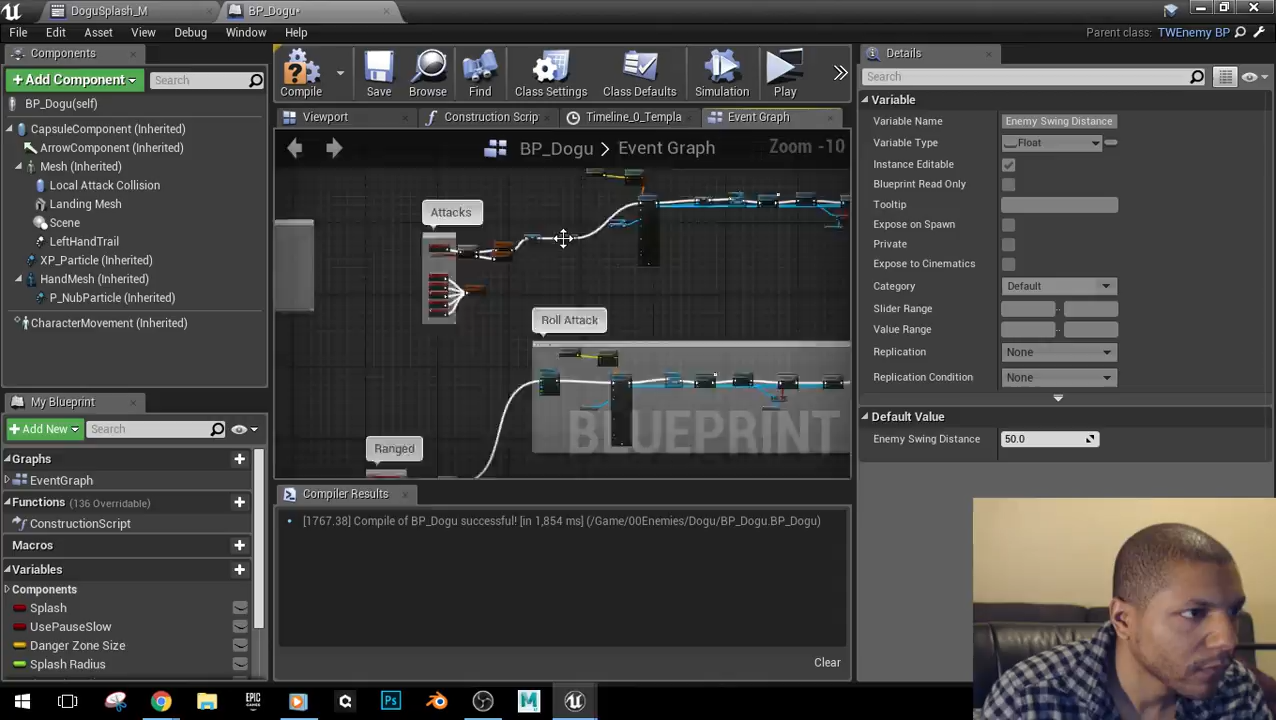 DoguSplash_M
BP_Dogu*
File Edit Asset View Debug Window Help
Parent class: TWEnemy BP
Components
+Add Component
Search
BP_Dogu(self)
CapsuleComponent (Inherited)
ArrowComponent (Inherited)
Mesh (Inherited)
Local Attack Collision
Landing Mesh
Scene
LeftHandTrail
XP_Particle (Inherited)
HandMesh (Inherited)
P_NubParticle (Inherited)
CharacterMovement (Inherited)
My Blueprint
+Add New
Search
Graphs
EventGraph
Functions (136 Overridable)
ConstructionScript
Macros
Variables
Components
Splash
UsePauseSlow
Danger Zone Size
Splash Radius
Compile
Save
Browse
Find
Class Settings
Class Defaults
Simulation
Play
Viewport
Construction Scrip
Timeline_0_Templa
Event Graph
BP_Dogu > Event Graph
Zoom -10
Attacks
Roll Attack
Ranged
BLUEPRINT
Compiler Results
[1767.38] Compile of BP_Dogu successful! [in 1,854 ms] (/Game/00Enemies/Dogu/BP_Dogu.BP_Dogu)
Clear
Details
Search
Variable
Variable Name Enemy Swing Distance
Variable Type Float
Instance Editable
Blueprint Read Only
Tooltip
Expose on Spawn
Private
Expose to Cinematics
Category Default
Slider Range
Value Range
Replication None
Replication Condition None
Default Value
Enemy Swing Distance 50.0
EPIC GAMES
Ps
M